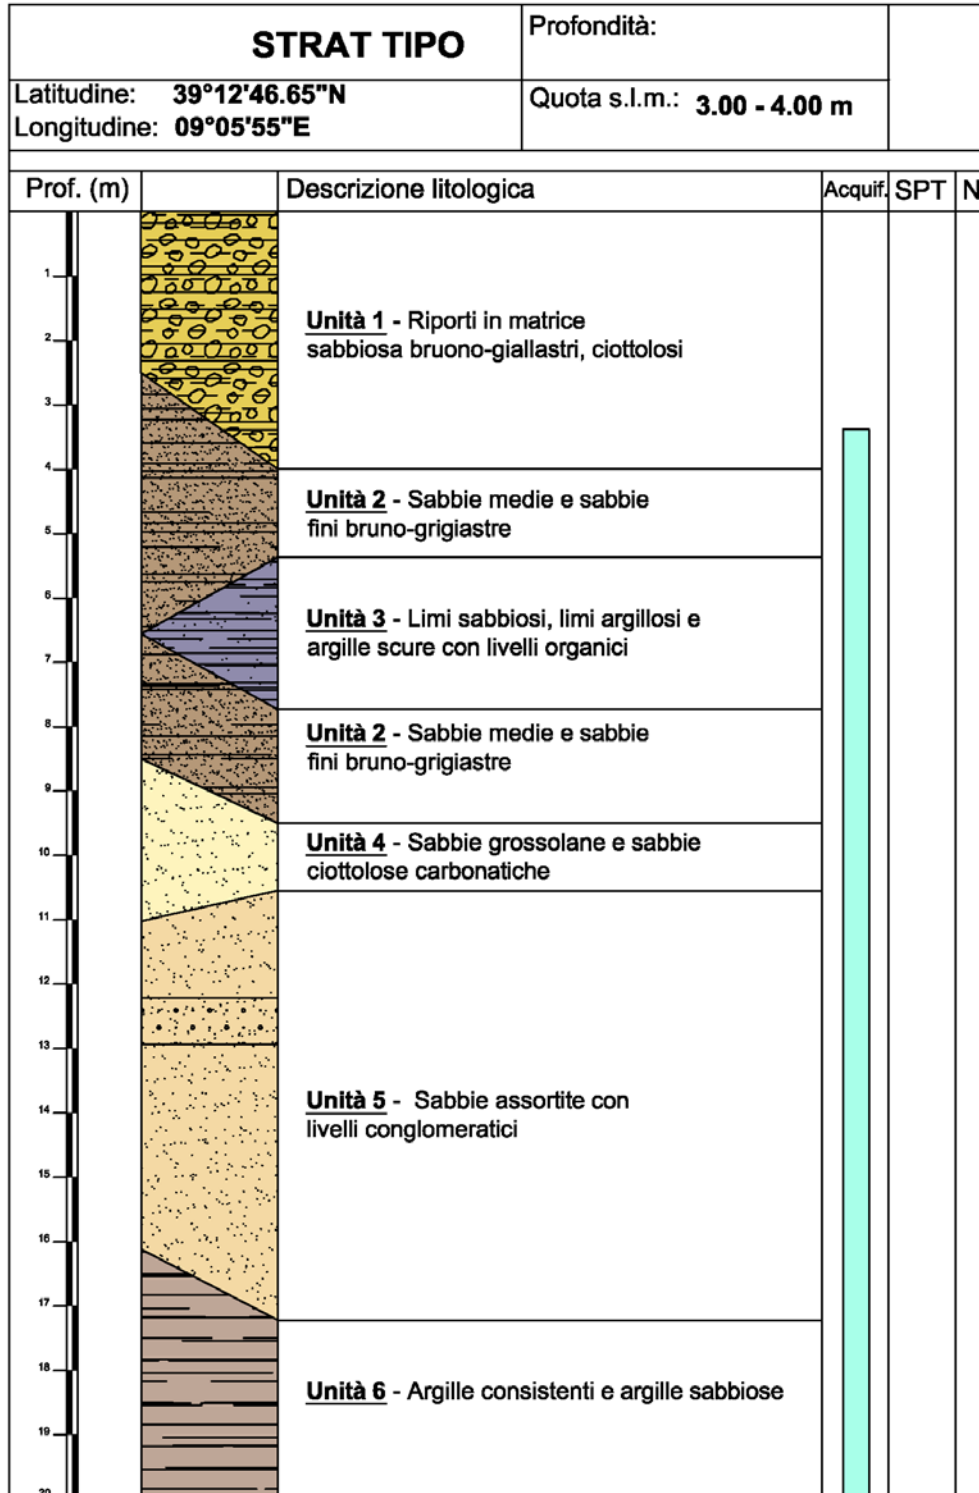 STRAT TIPO
Profondità:
Latitudine: 39°12'46.65"N
Longitudine: 09°05'55"E
Quota s.l.m.: 3.00 - 4.00 m
Prof. (m)
Descrizione litologica
Acquif.
SPT
N
1
2
Unità 1 - Riporti in matrice
sabbiosa bruono-giallastri, ciottolosi
3
4
Unità 2 - Sabbie medie e sabbie
fini bruno-grigiastre
5
6
Unità 3 - Limi sabbiosi, limi argillosi e
argille scure con livelli organici
7
8
Unità 2 - Sabbie medie e sabbie
fini bruno-grigiastre
9
10
Unità 4 - Sabbie grossolane e sabbie
ciottolose carbonatiche
11
12
13
14
Unità 5 - Sabbie assortite con
livelli conglomeratici
15
16
17
18
Unità 6 - Argille consistenti e argille sabbiose
19
20